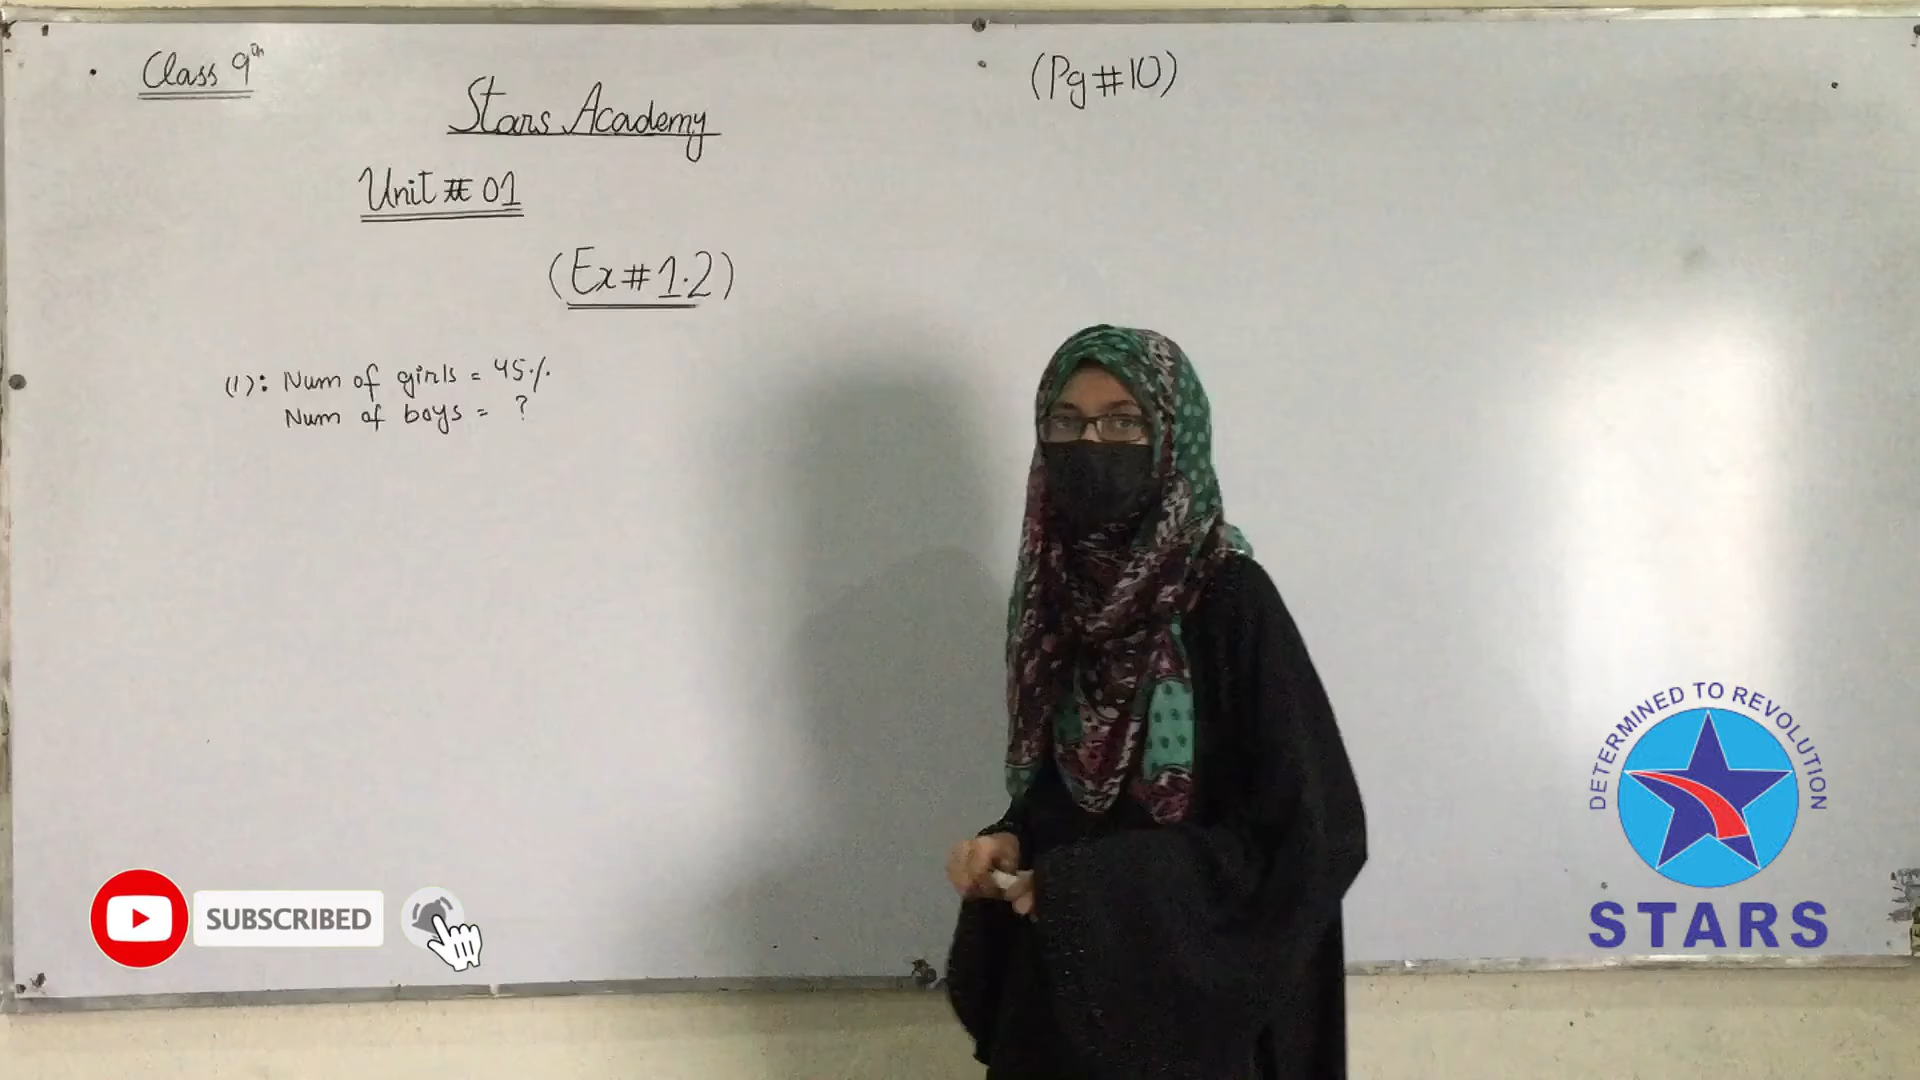 Class 9th
(Pg#10)
Stars Academy
Unit # 01
(Ex#1.2)
(1): Num of girls = 45%
Num of boys = ?
DETERMINED TO REVOLUTION
STARS
SUBSCRIBED